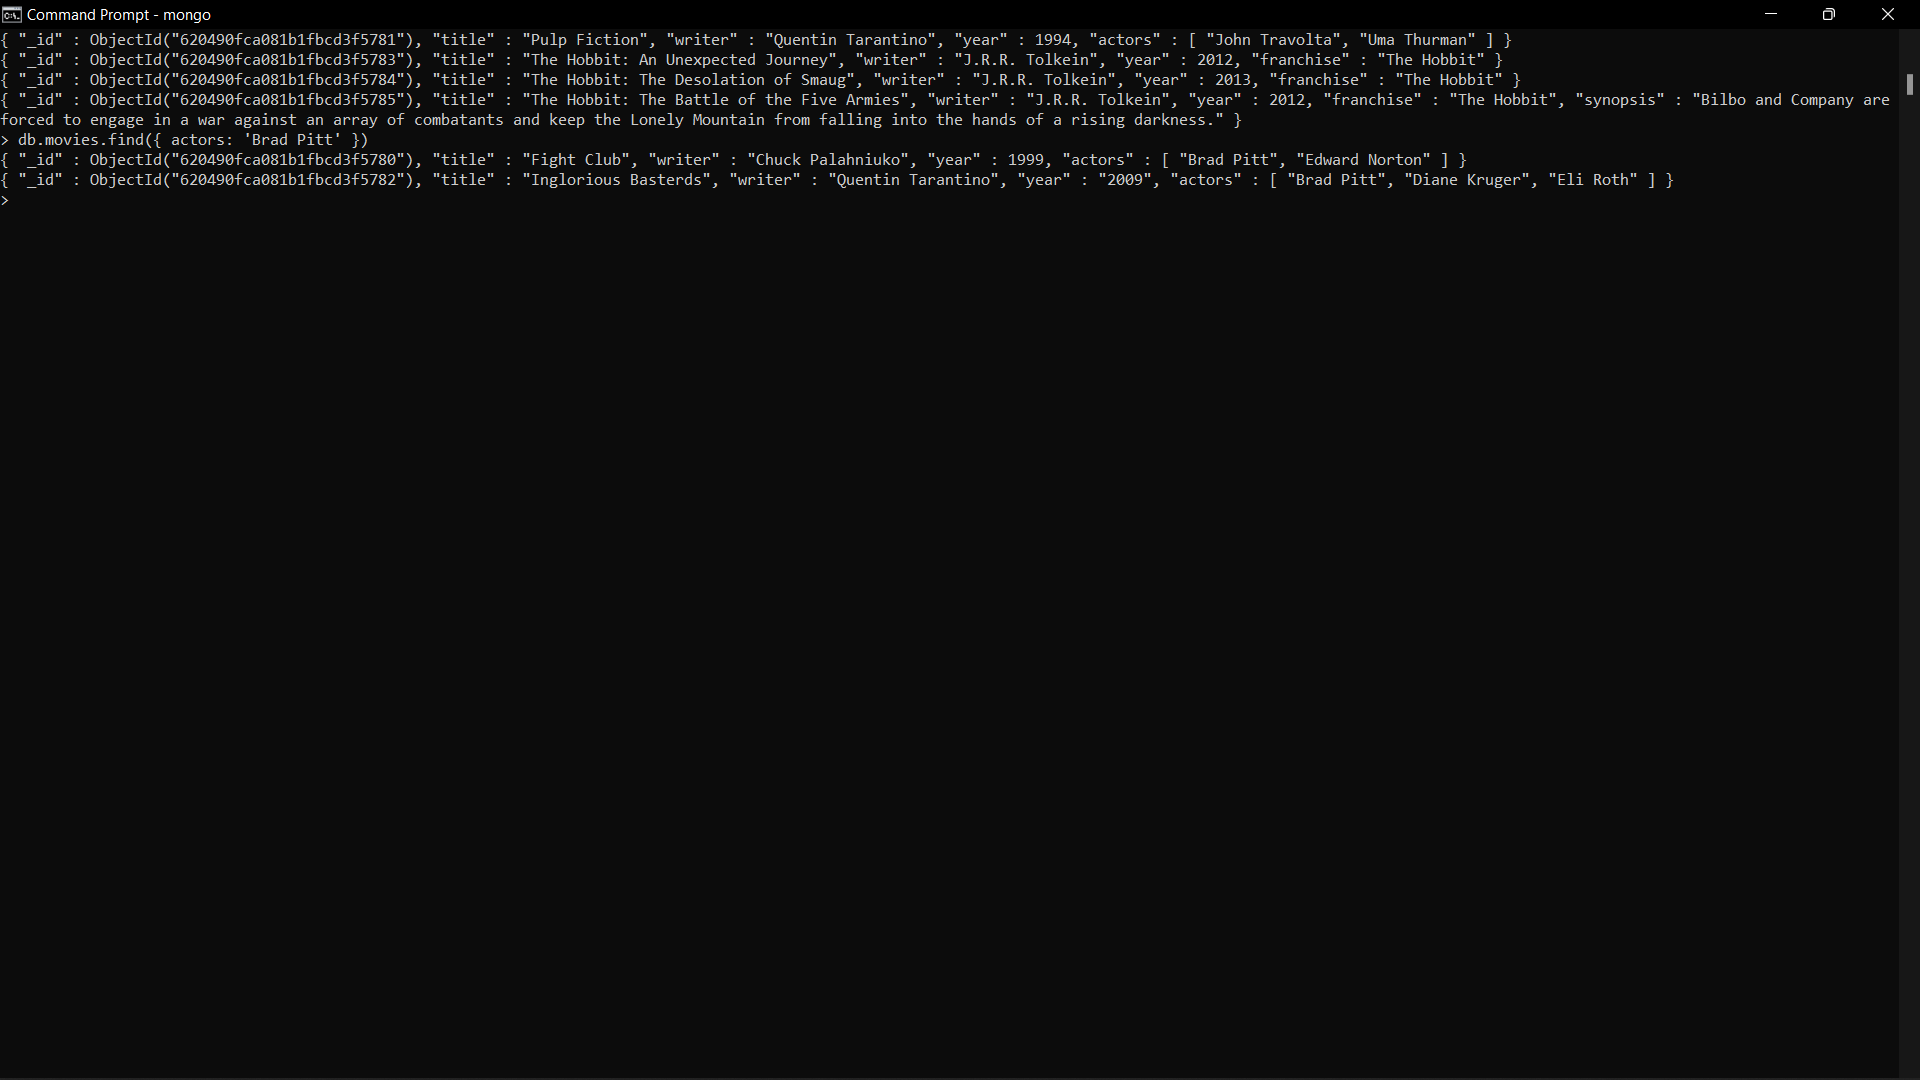 Command Prompt - mongo
{ "_id" : ObjectId("620490fca081b1fbcd3f5781"), "title" : "Pulp Fiction", "writer" : "Quentin Tarantino", "year" : 1994, "actors" : [ "John Travolta", "Uma Thurman" ] }
{ "_id" : ObjectId("620490fca081b1fbcd3f5783"), "title" : "The Hobbit: An Unexpected Journey", "writer" : "J.R.R. Tolkein", "year" : 2012, "franchise" : "The Hobbit" }
{ "_id" : ObjectId("620490fca081b1fbcd3f5784"), "title" : "The Hobbit: The Desolation of Smaug", "writer" : "J.R.R. Tolkein", "year" : 2013, "franchise" : "The Hobbit" }
{ "_id" : ObjectId("620490fca081b1fbcd3f5785"), "title" : "The Hobbit: The Battle of the Five Armies", "writer" : "J.R.R. Tolkein", "year" : 2012, "franchise" : "The Hobbit", "synopsis" : "Bilbo and Company are
forced to engage in a war against an array of combatants and keep the Lonely Mountain from falling into the hands of a rising darkness." }
> db.movies.find({ actors: 'Brad Pitt' })
{ "_id" : ObjectId("620490fca081b1fbcd3f5780"), "title" : "Fight Club", "writer" : "Chuck Palahniuko", "year" : 1999, "actors" : [ "Brad Pitt", "Edward Norton" ] }
{ "_id" : ObjectId("620490fca081b1fbcd3f5782"), "title" : "Inglorious Basterds", "writer" : "Quentin Tarantino", "year" : "2009", "actors" : [ "Brad Pitt", "Diane Kruger", "Eli Roth" ] }
>